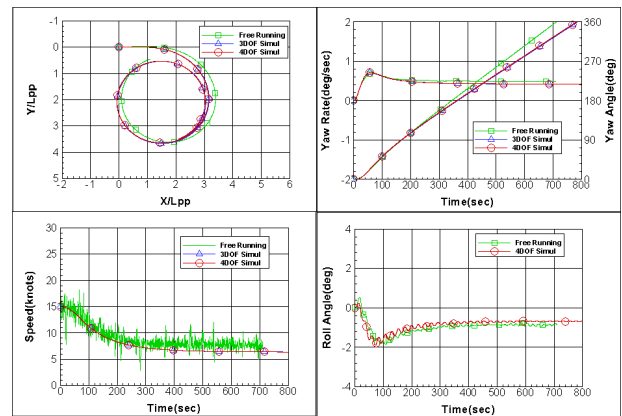 Free Running
3DOF Simul
4DOF Simul
0
1
2
3
4
5
Y/Lpp
-2 -1 0 1 2 3 4 5 6
X/Lpp
Free Running
3DOF Simul
4DOF Simul
2
1
0
-1
-2
Yaw Rate(deg/sec)
360
270
180
90
0
Yaw Angle(deg)
0 100 200 300 400 500 600 700 800
Time(sec)
Free Running
3DOF Simul
4DOF Simul
30
25
20
15
10
5
0
Speed(knots)
0 100 200 300 400 500 600 700 800
Time(sec)
Free Running
4DOF Simul
4
2
0
-2
-4
Roll Angle(deg)
0 100 200 300 400 500 600 700 800
Time(sec)